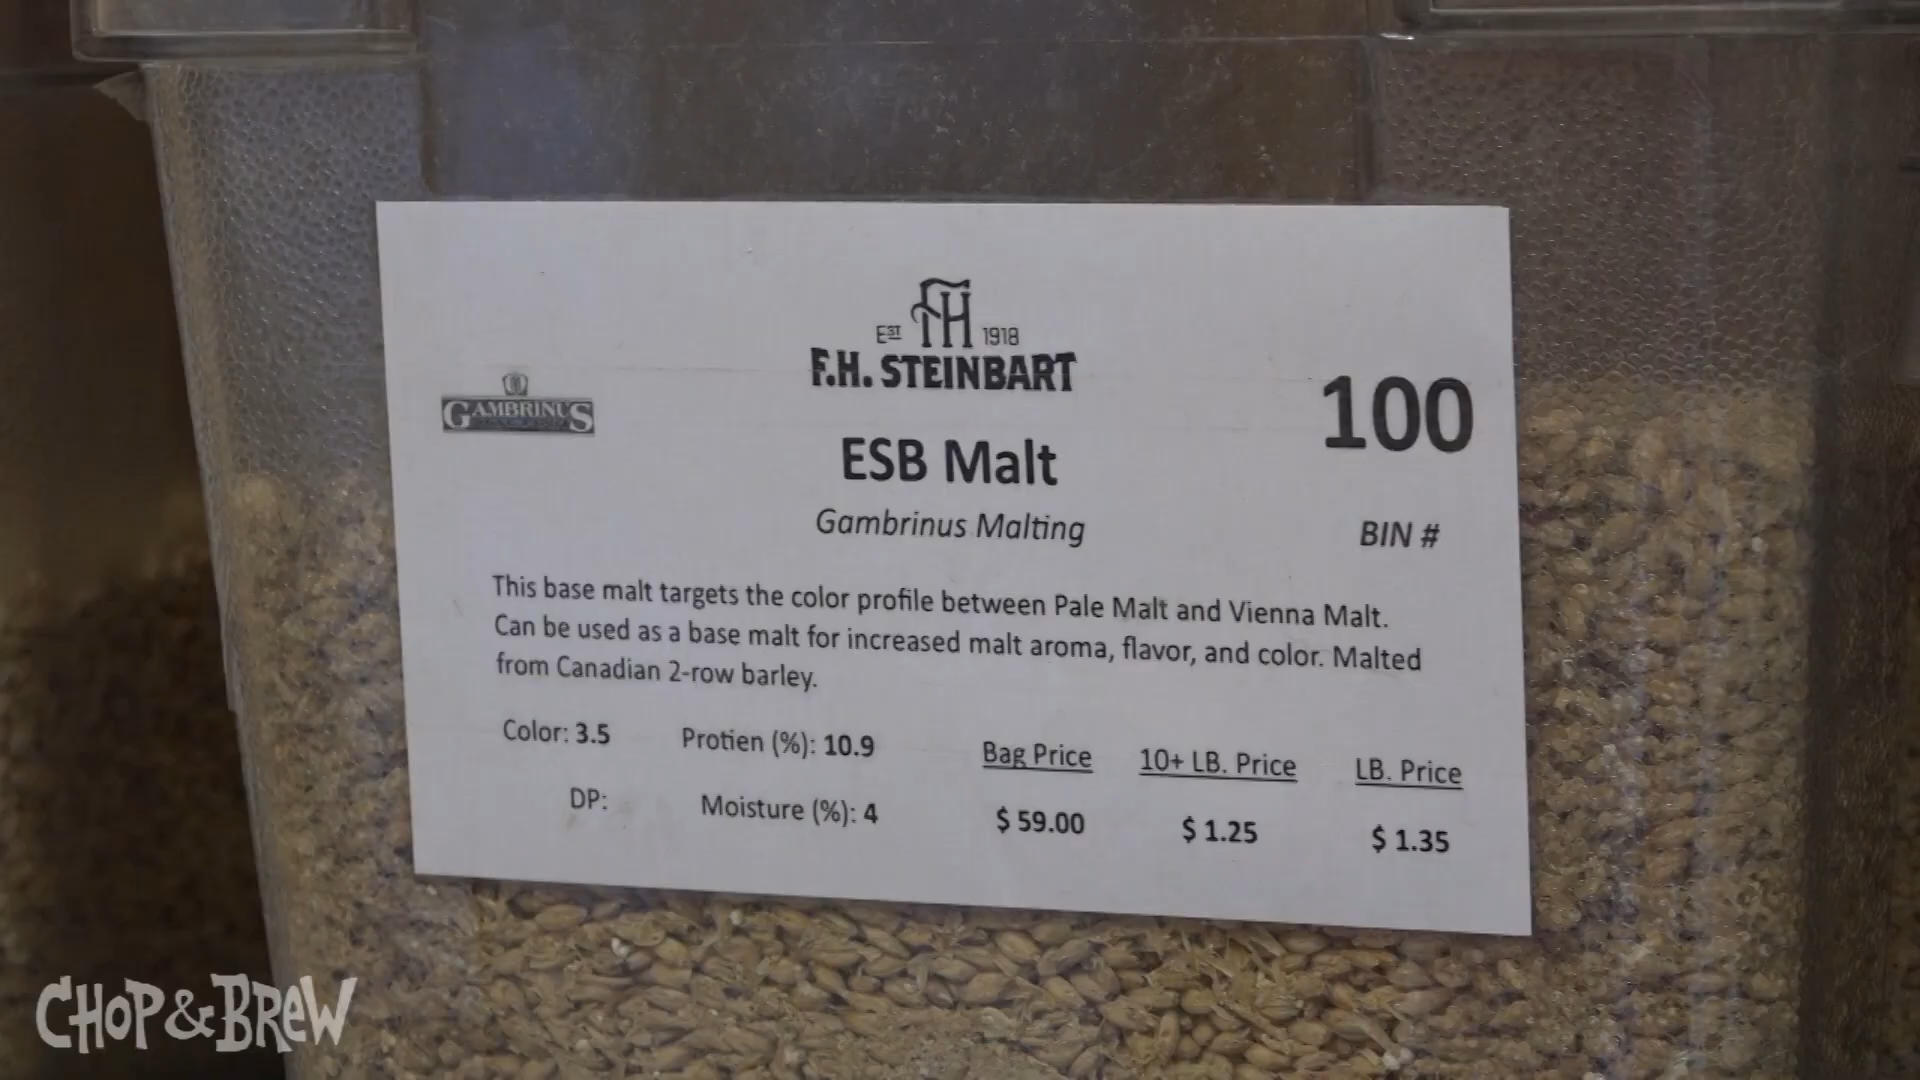 EST FH 1918
F.H. STEINBART
GAMBRINUS
100
ESB Malt
Gambrinus Malting
BIN #
This base malt targets the color profile between Pale Malt and Vienna Malt.
Can be used as a base malt for increased malt aroma, flavor, and color. Malted
from Canadian 2-row barley.
Color: 3.5 Protien (%): 10.9 Bag Price 10+ LB. Price LB. Price
DP: Moisture (%): 4 $ 59.00 $ 1.25 $ 1.35
CHOP & BREW